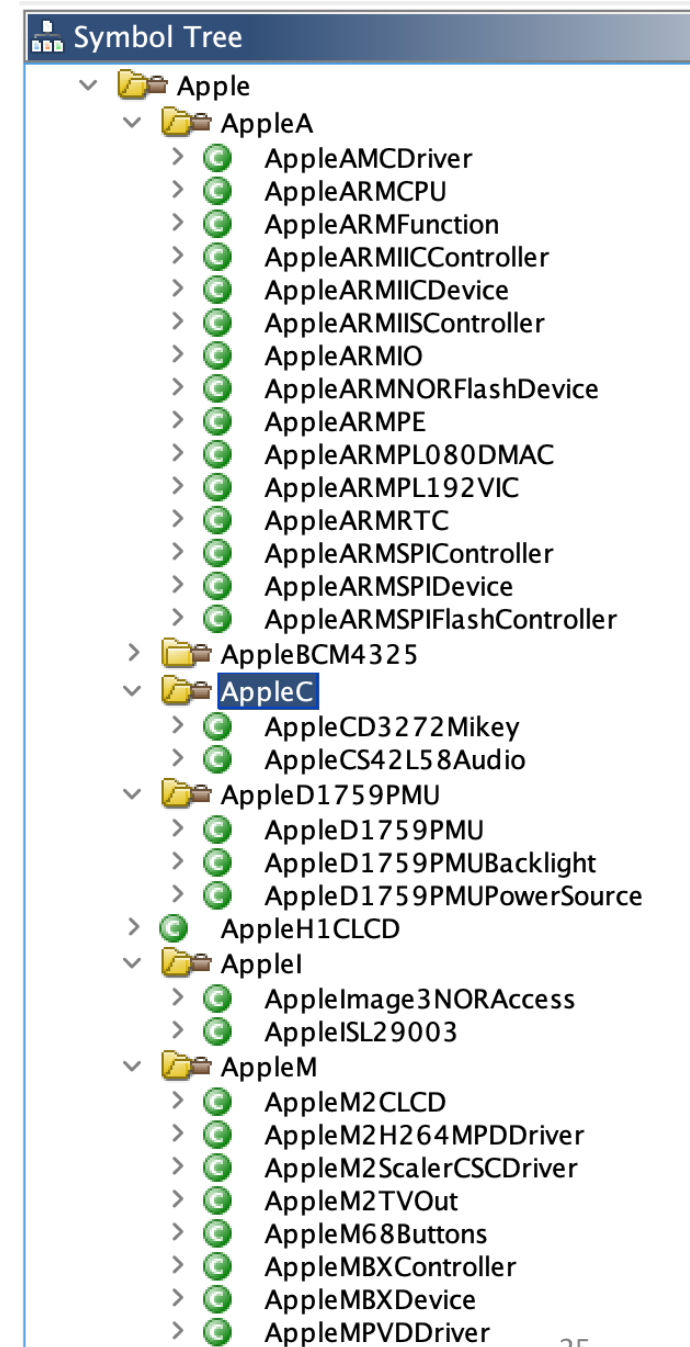 Symbol Tree
Apple
AppleA
AppleAMCDriver
AppleARMCPU
AppleARMFunction
AppleARMIICController
AppleARMIICDevice
AppleARMIISController
AppleARMIO
AppleARMNORFlashDevice
AppleARMPE
AppleARMPL080DMAC
AppleARMPL192VIC
AppleARMRTC
AppleARMSPIController
AppleARMSPIDevice
AppleARMSPIFlashController
AppleBCM4325
AppleC
AppleCD3272Mikey
AppleCS42L58Audio
AppleD1759PMU
AppleD1759PMU
AppleD1759PMUBacklight
AppleD1759PMUPowerSource
AppleH1CLCD
AppleI
AppleImage3NORAccess
AppleISL29003
AppleM
AppleM2CLCD
AppleM2H264MPDDriver
AppleM2ScalerCSCDriver
AppleM2TVOut
AppleM68Buttons
AppleMBXController
AppleMBXDevice
AppleMPVDDriver